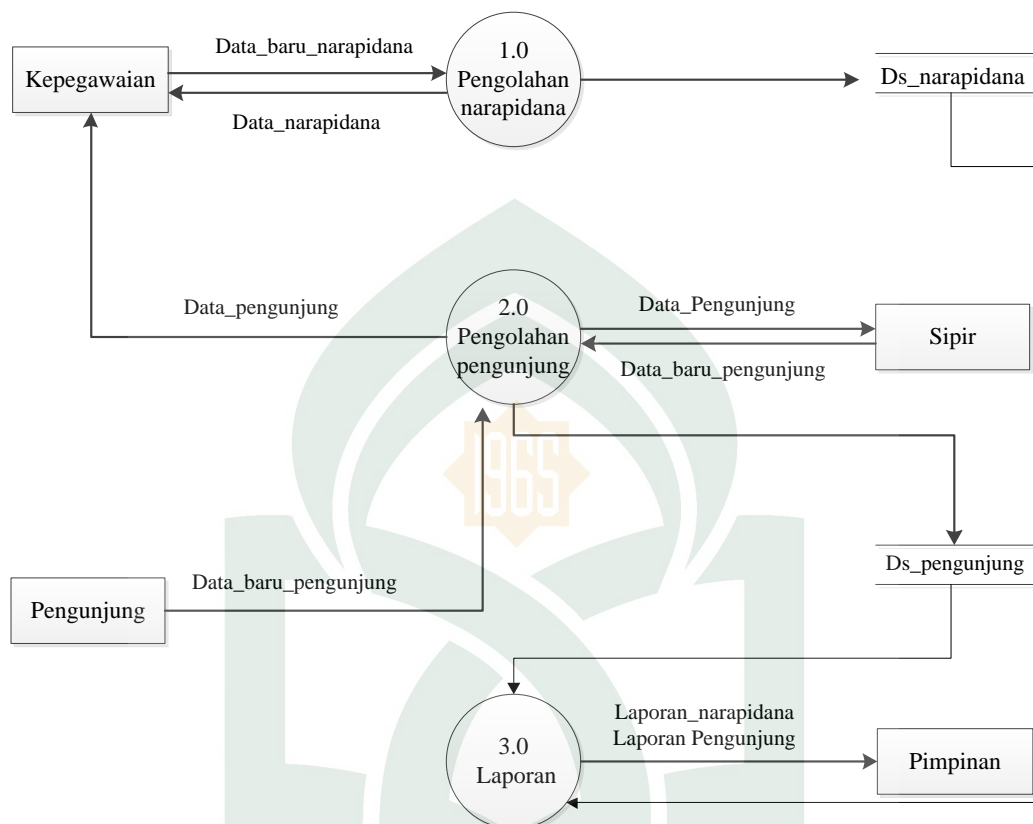 Kepegawaian
Data_baru_narapidana
Data_narapidana
1.0
Pengolahan
narapidana
Ds_narapidana
Data_pengunjung
2.0
Pengolahan
pengunjung
Data_Pengunjung
Data_baru_pengunjung
Sipir
1965
Pengunjung
Data_baru_pengunjung
Ds_pengunjung
3.0
Laporan
Laporan_narapidana
Laporan Pengunjung
Pimpinan